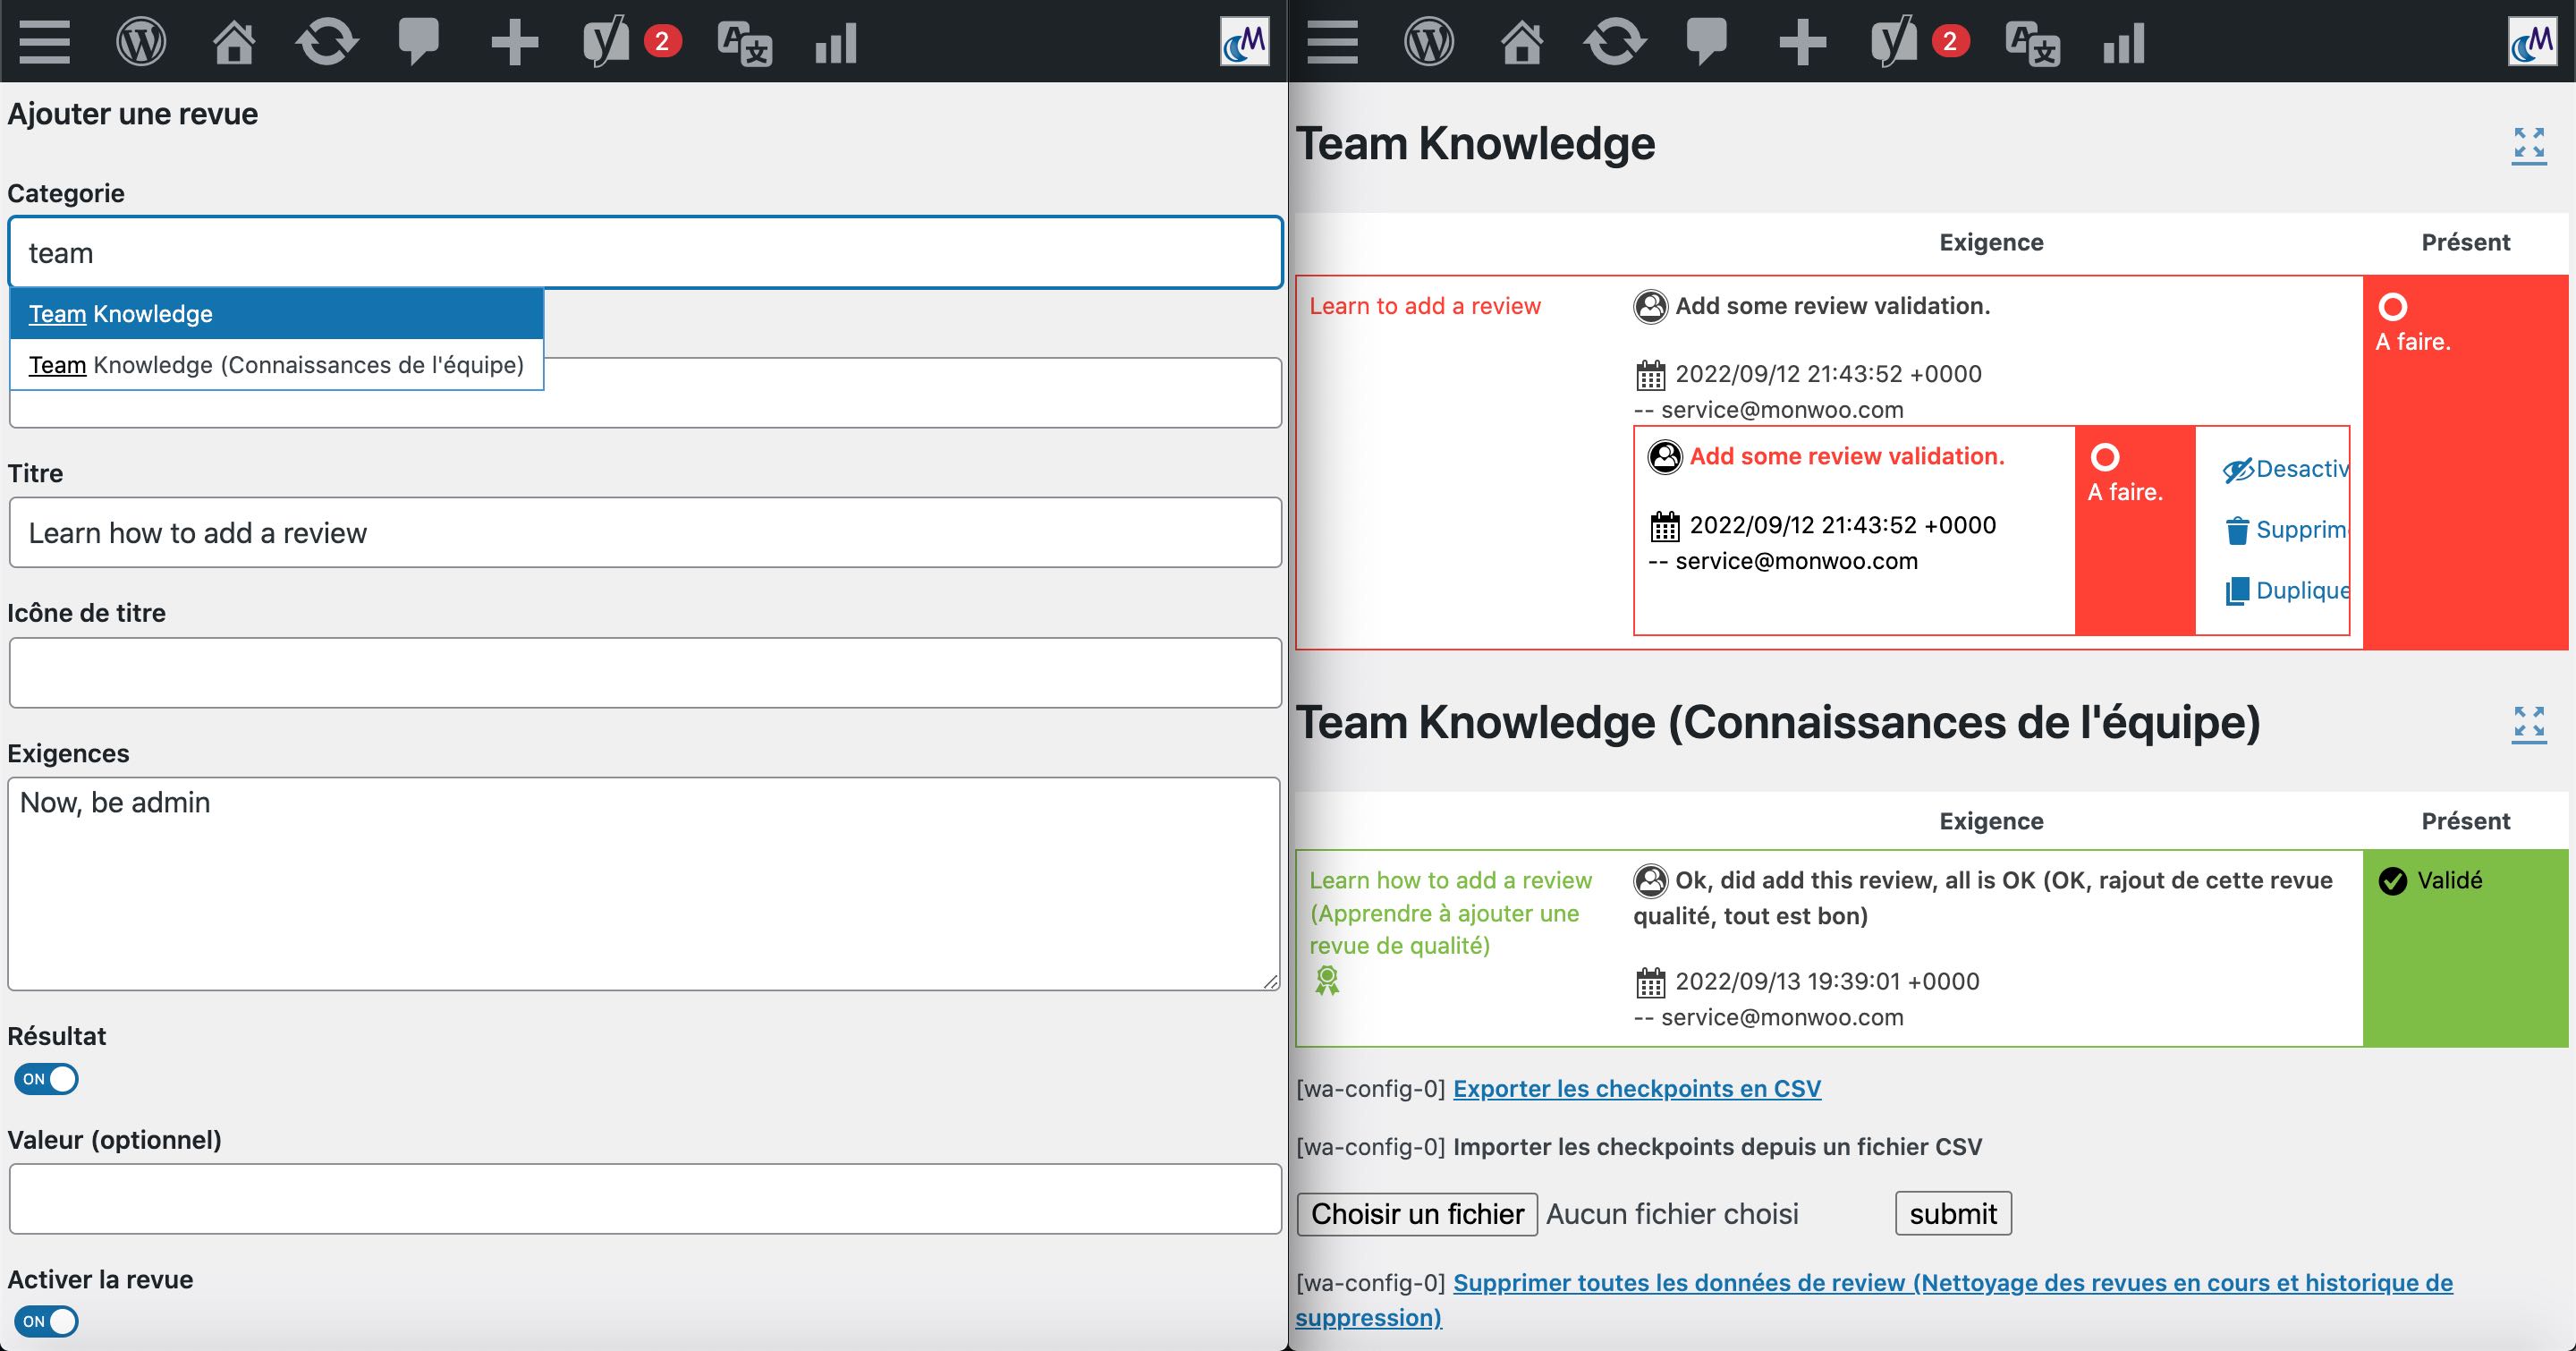 2
Ajouter une revue
Categorie
team
Team Knowledge
Team Knowledge (Connaissances de l'équipe)
Titre
Learn how to add a review
Icône de titre
Exigences
Now, be admin
Résultat
ON
Valeur (optionnel)
Activer la revue
ON
2
Team Knowledge
Exigence
Présent
Learn to add a review
Add some review validation.
2022/09/12 21:43:52 +0000
-- service@monwoo.com
A faire.
Add some review validation.
2022/09/12 21:43:52 +0000
-- service@monwoo.com
A faire.
Desactiv
Supprim
Duplique
Team Knowledge (Connaissances de l'équipe)
Exigence
Présent
Learn how to add a review
(Apprendre à ajouter une
revue de qualité)
Ok, did add this review, all is OK (OK, rajout de cette revue
qualité, tout est bon)
2022/09/13 19:39:01 +0000
-- service@monwoo.com
Validé
[wa-config-0] Exporter les checkpoints en CSV
[wa-config-0] Importer les checkpoints depuis un fichier CSV
Choisir un fichier Aucun fichier choisi submit
[wa-config-0] Supprimer toutes les données de review (Nettoyage des revues en cours et historique de
suppression)